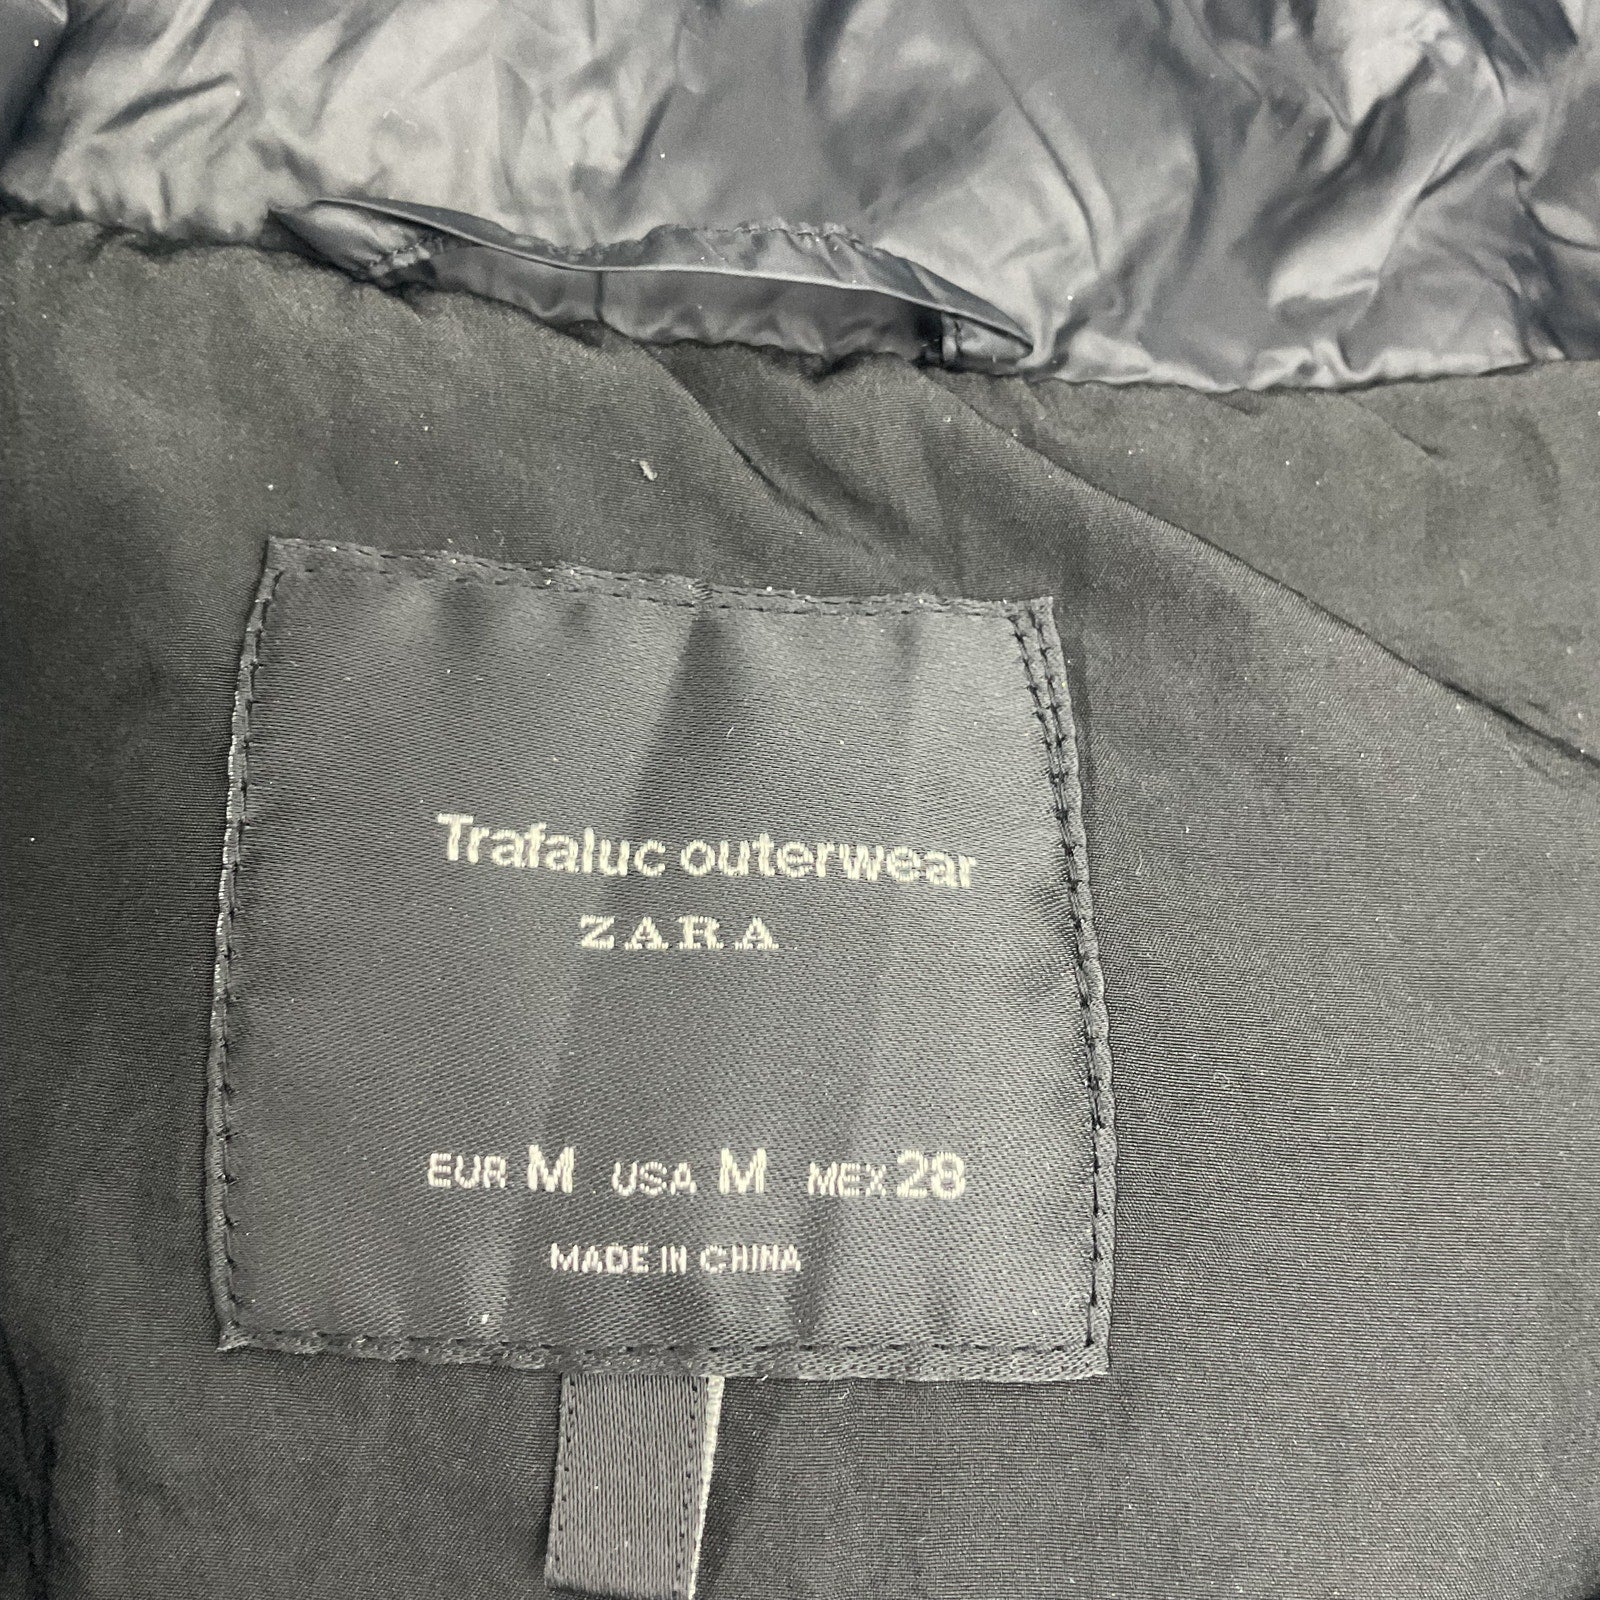 Trafaluc outerwear
ZARA
EUR M USA M MEX 28
MADE IN CHINA